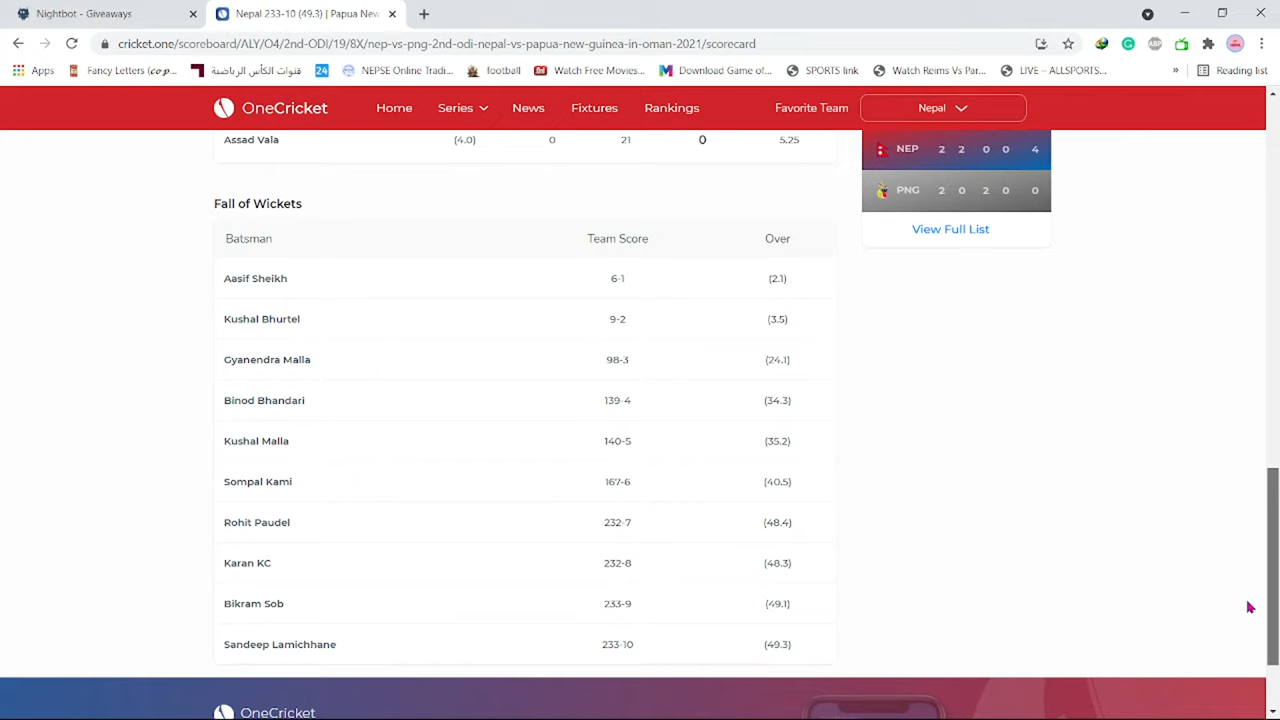 Nightbot - Giveaways
Nepal 233-10 (49.3) | Papua New
cricket.one/scoreboard/ALY/O4/2nd-ODI/19/8X/nep-vs-png-2nd-odi-nepal-vs-papua-new-guinea-in-oman-2021/scorecard
Apps Fancy Letters (𝓬𝓸𝓹... قنوات الكأس الرياضية 24 NEPSE Online Tradi... football Watch Free Movies... Download Game of... SPORTS link Watch Reims Vs Par... LIVE – ALLSPORTS... » Reading list
OneCricket Home Series News Fixtures Rankings Favorite Team Nepal
Assad Vala (4.0) 0 21 0 5.25
NEP 2 2 0 0 4
PNG 2 0 2 0 0
View Full List
Fall of Wickets
Batsman Team Score Over
Aasif Sheikh 6-1 (2.1)
Kushal Bhurtel 9-2 (3.5)
Gyanendra Malla 98-3 (24.1)
Binod Bhandari 139-4 (34.3)
Kushal Malla 140-5 (35.2)
Sompal Kami 167-6 (40.5)
Rohit Paudel 232-7 (48.4)
Karan KC 232-8 (48.3)
Bikram Sob 233-9 (49.1)
Sandeep Lamichhane 233-10 (49.3)
OneCricket